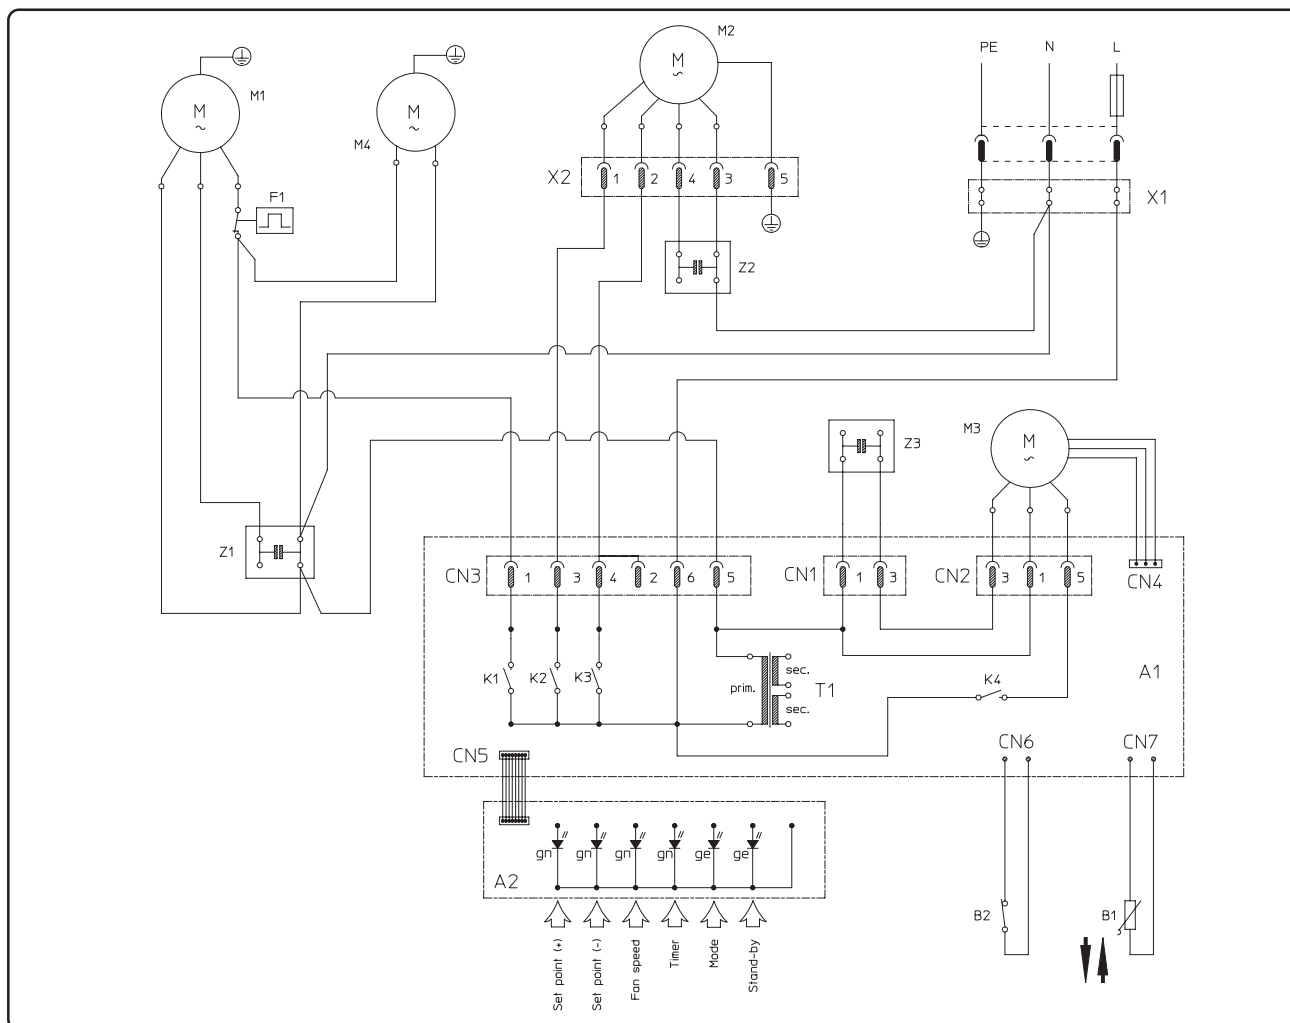 M2
PE N L
M1
M
~
M
~
M
~
M4
X2
1 2 4 3 5
X1
F1
Z2
Z3
M3
M
~
Z1
CN3
1 3 4 2 6 5
CN1
1 3
CN2
3 1 5
CN4
K1
K2
K3
prim.
sec.
sec.
T1
K4
A1
CN5
CN6
CN7
gn gn gn gn ge ge
A2
B2
B1
Set point (+)
Set point (-)
Fan speed
Timer
Mode
Stand-by